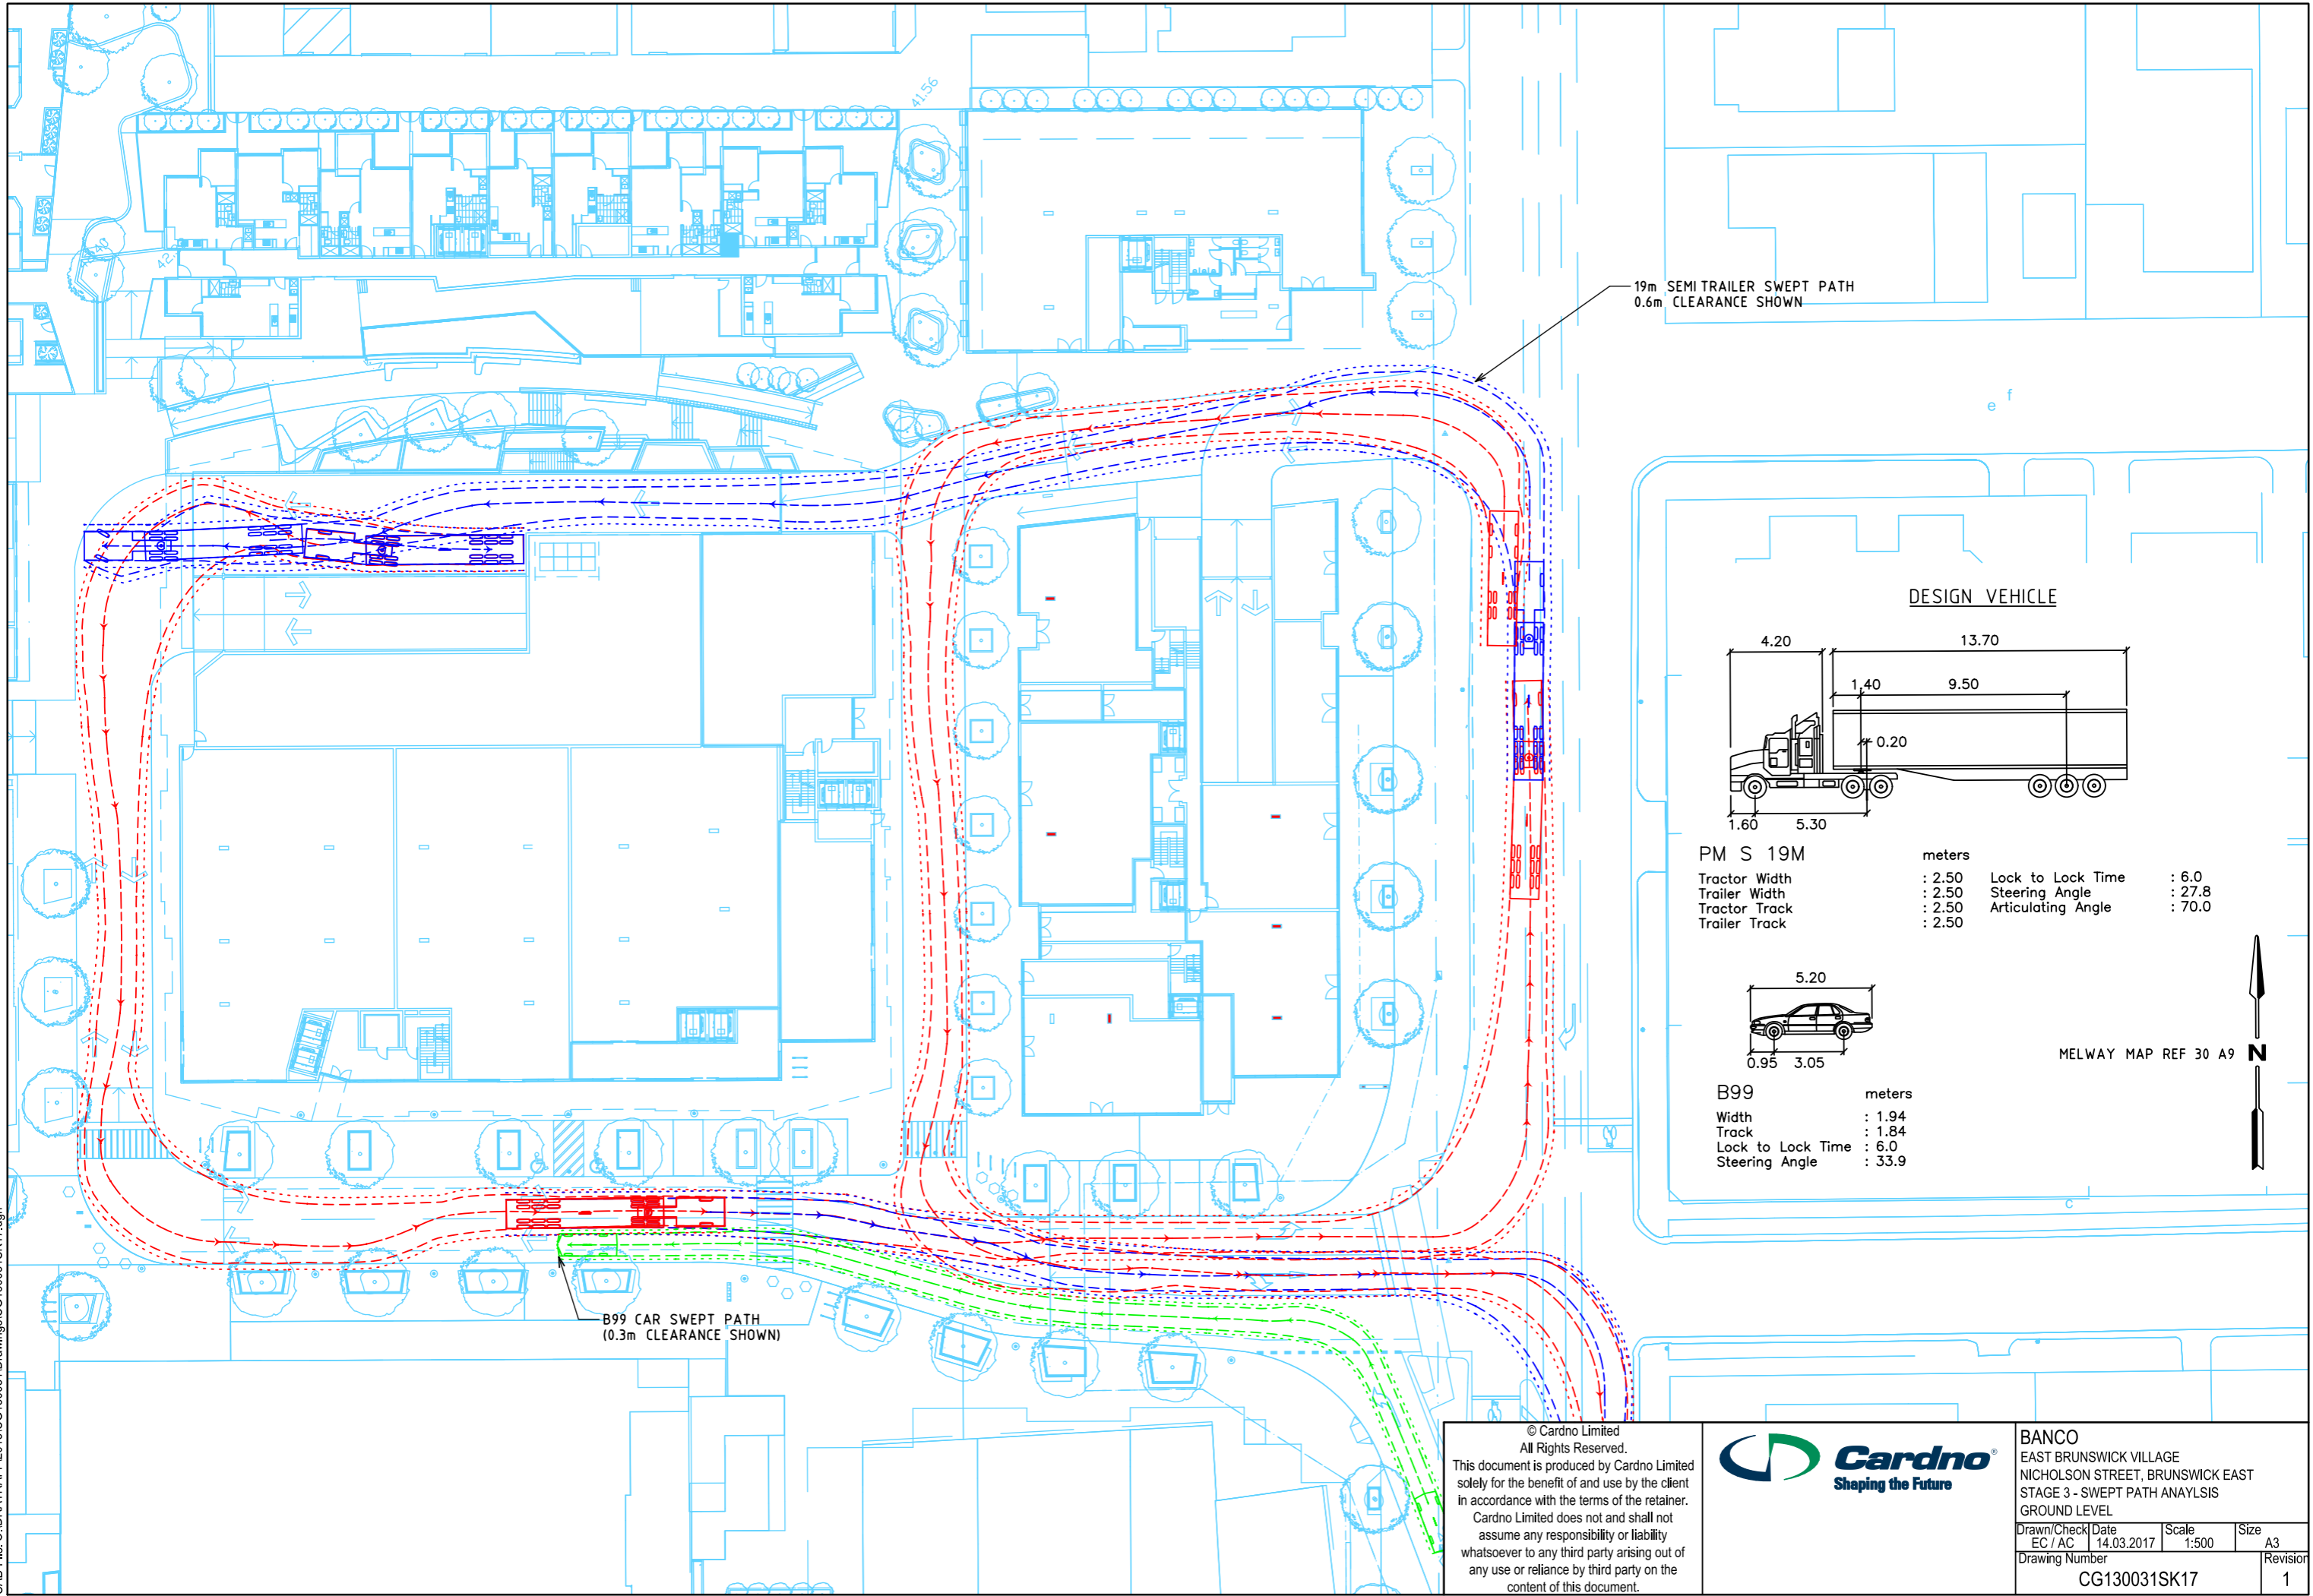 41.56
19m SEMI TRAILER SWEPT PATH
0.6m CLEARANCE SHOWN
e f
DESIGN VEHICLE
4.20 13.70
1.40 9.50
0.20
1.60 5.30
PM S 19M meters
Tractor Width : 2.50 Lock to Lock Time : 6.0
Trailer Width : 2.50 Steering Angle : 27.8
Tractor Track : 2.50 Articulating Angle : 70.0
Trailer Track : 2.50
5.20
0.95 3.05
MELWAY MAP REF 30 A9 N
B99 meters
Width : 1.94
Track : 1.84
Lock to Lock Time : 6.0
Steering Angle : 33.9
c
B99 CAR SWEPT PATH
(0.3m CLEARANCE SHOWN)
© Cardno Limited
All Rights Reserved.
This document is produced by Cardno Limited
solely for the benefit of and use by the client
in accordance with the terms of the retainer.
Cardno Limited does not and shall not
assume any responsibility or liability
whatsoever to any third party arising out of
any use or reliance by third party on the
content of this document.
Cardno®
Shaping the Future
BANCO
EAST BRUNSWICK VILLAGE
NICHOLSON STREET, BRUNSWICK EAST
STAGE 3 - SWEPT PATH ANAYLSIS
GROUND LEVEL
Drawn/Check Date Scale Size
EC / AC 14.03.2017 1:500 A3
Drawing Number Revision
CG130031SK17 1